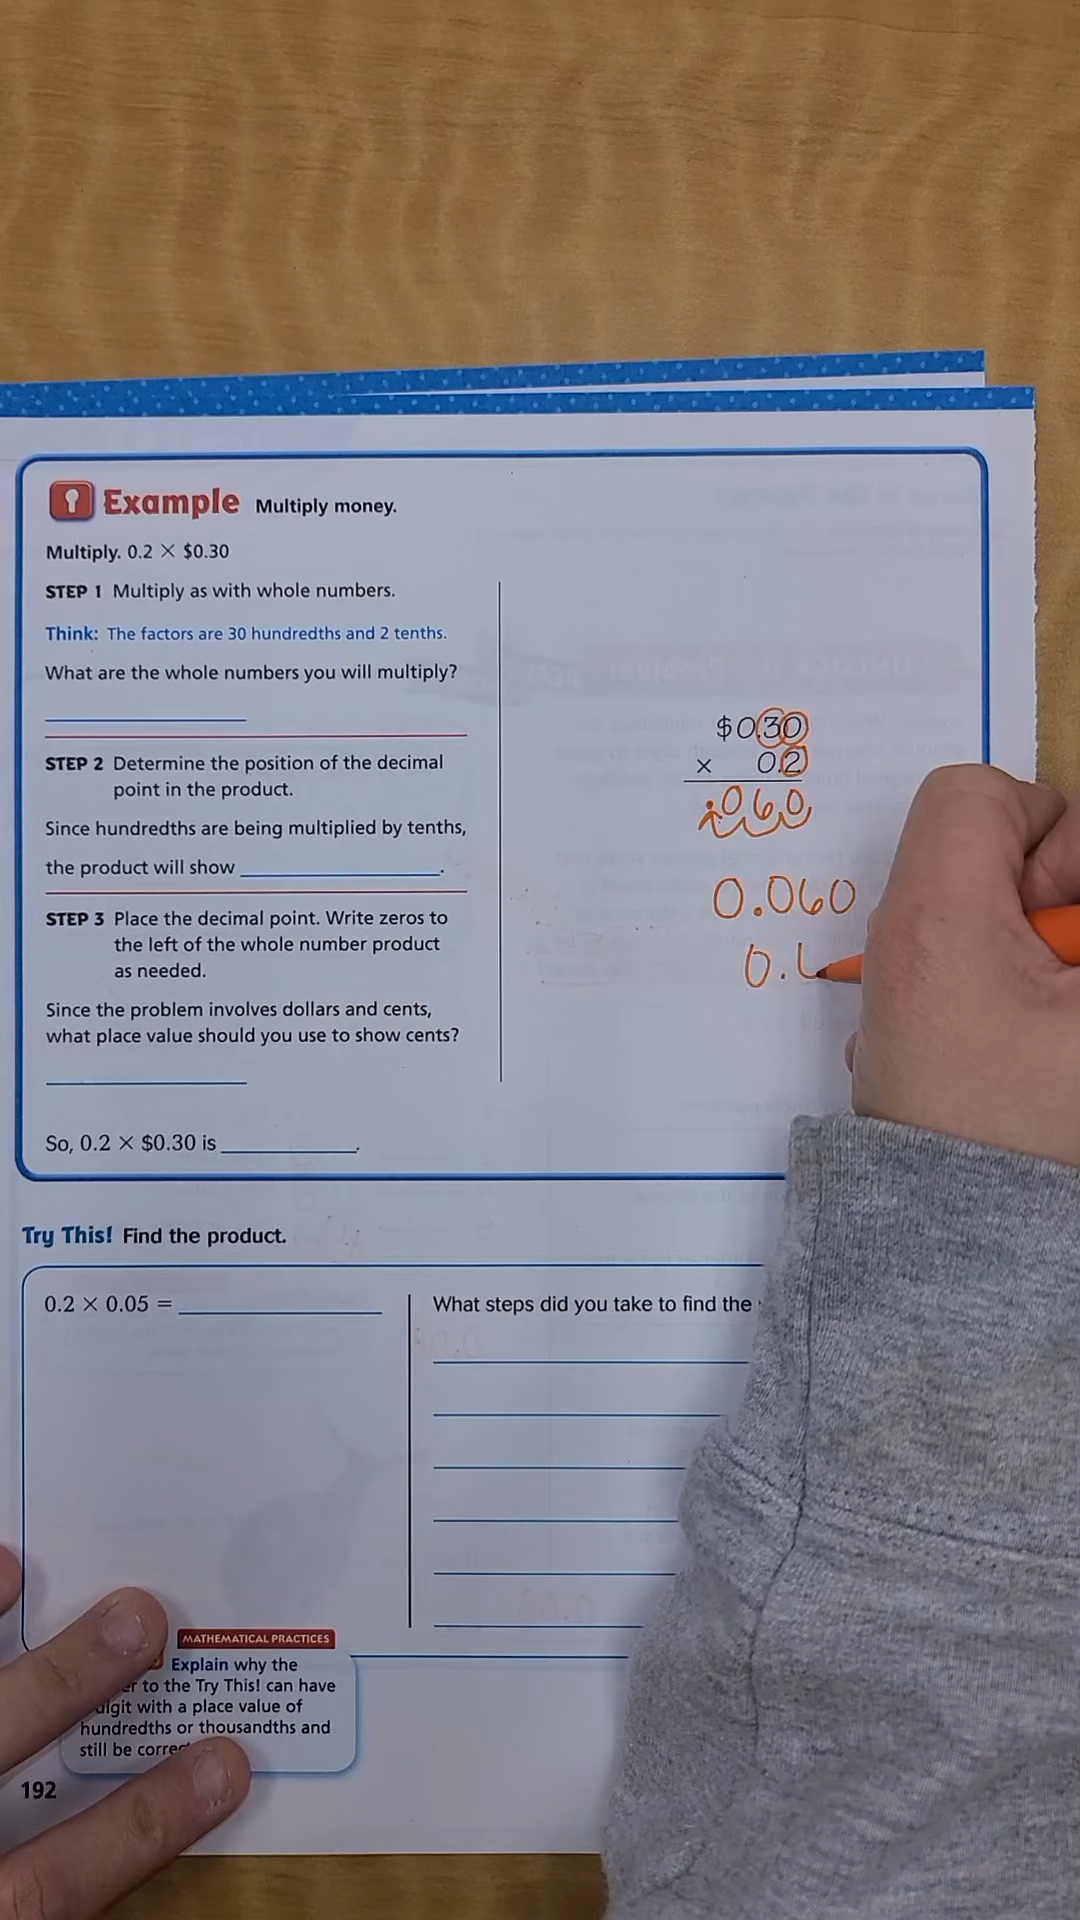 Example Multiply money.
Multiply. 0.2 × $0.30
STEP 1 Multiply as with whole numbers.
Think: The factors are 30 hundredths and 2 tenths.
What are the whole numbers you will multiply?
STEP 2 Determine the position of the decimal
point in the product.
Since hundredths are being multiplied by tenths,
the product will show ____.
STEP 3 Place the decimal point. Write zeros to
the left of the whole number product
as needed.
Since the problem involves dollars and cents,
what place value should you use to show cents?
So, 0.2 × $0.30 is ____.
$0.30
× 0.2
.060
0.060
0.
Try This! Find the product.
0.2 × 0.05 = ____
What steps did you take to find the
MATHEMATICAL PRACTICES
Explain why the
to the Try This! can have
digit with a place value of
hundredths or thousandths and
still be
192